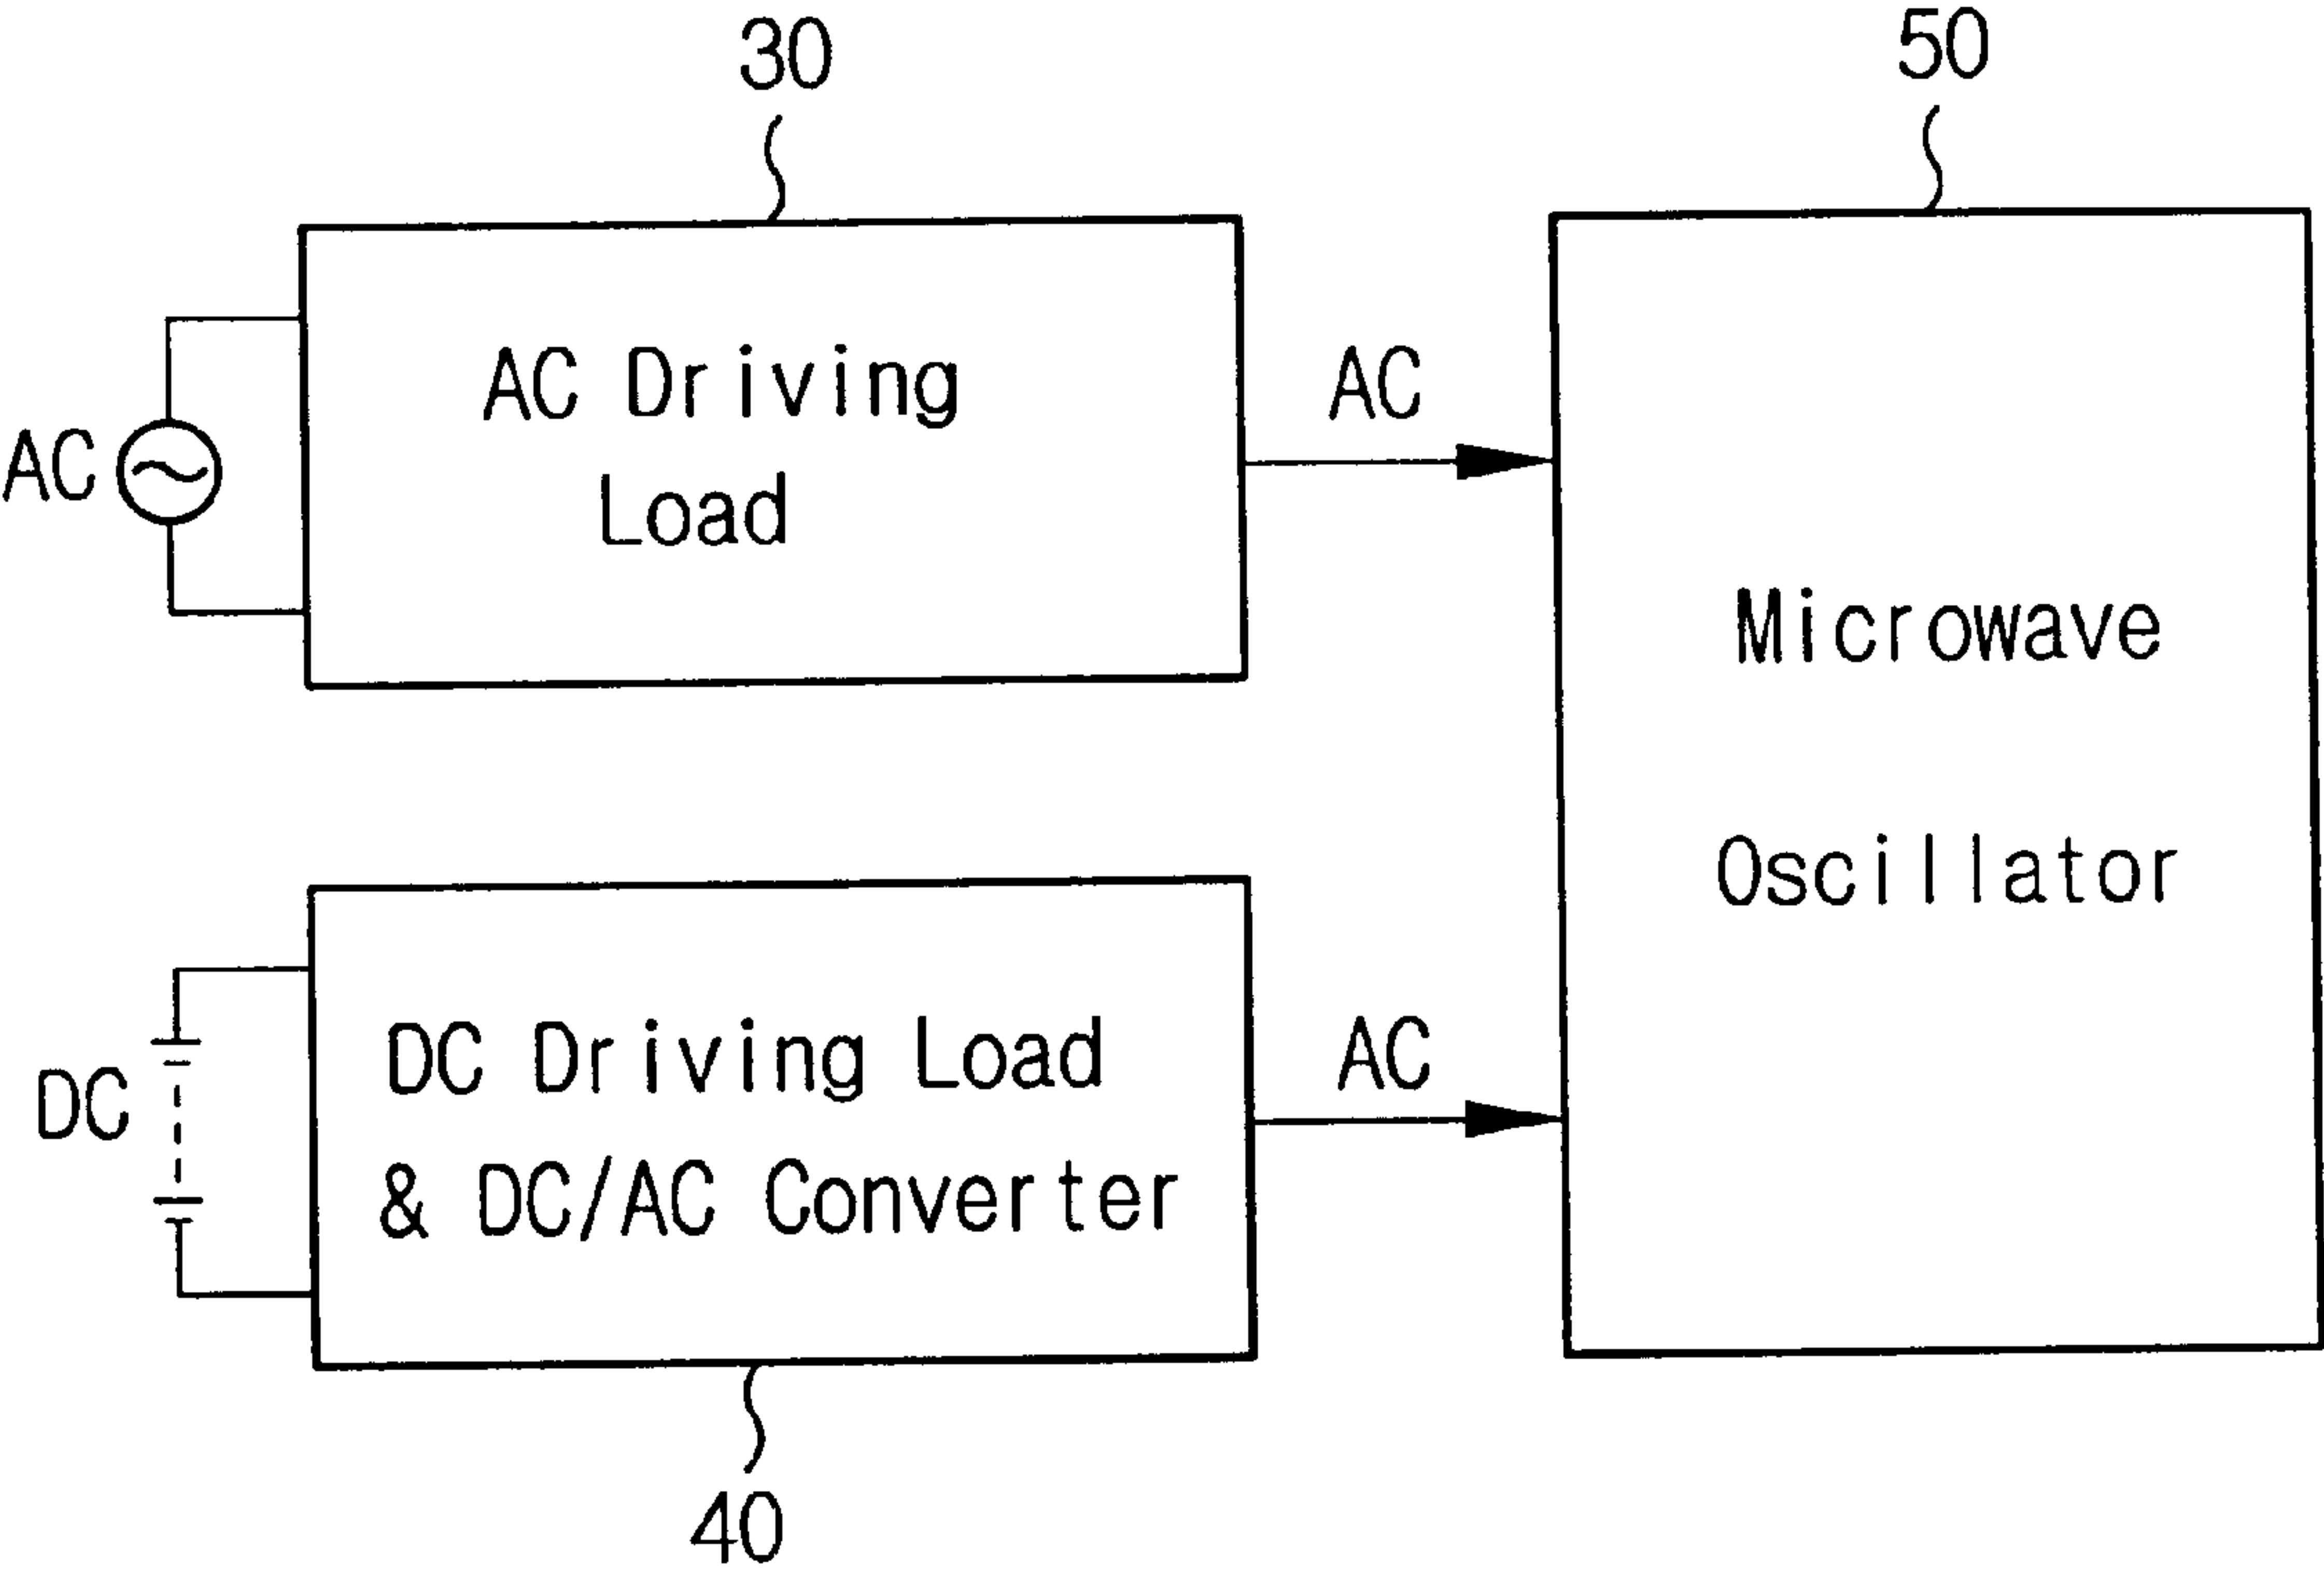 30
50
AC Driving
Load
AC
AC
Microwave
Oscillator
DC Driving Load
& DC/AC Converter
DC
AC
40